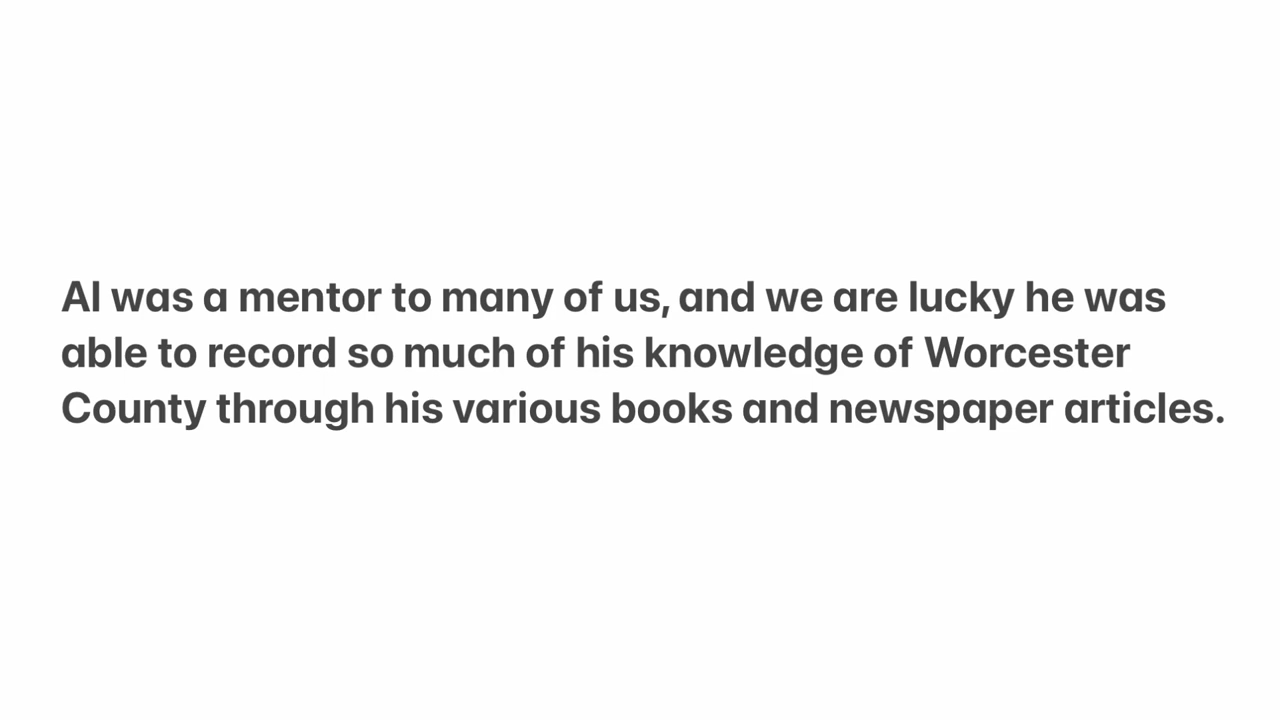 Al was a mentor to many of us, and we are lucky he was
able to record so much of his knowledge of Worcester
County through his various books and newspaper articles.